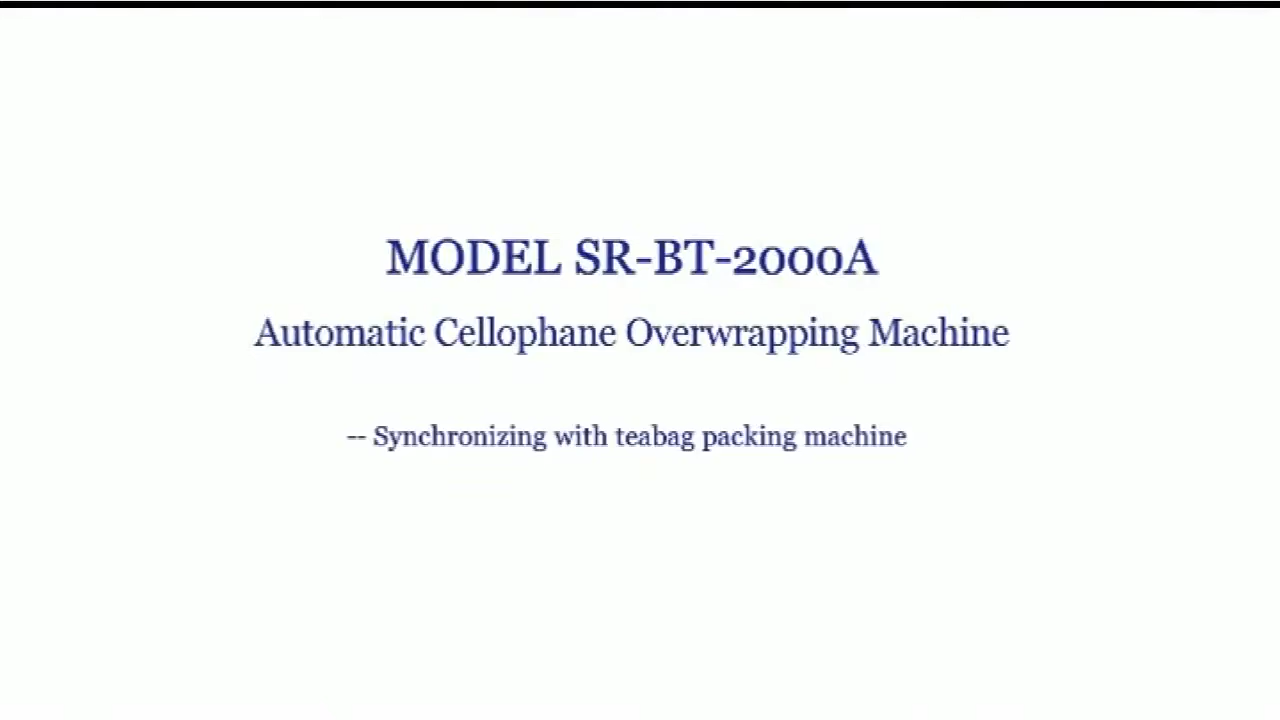 MODEL SR-BT-2000A
Automatic Cellophane Overwrapping Machine
-- Synchronizing with teabag packing machine